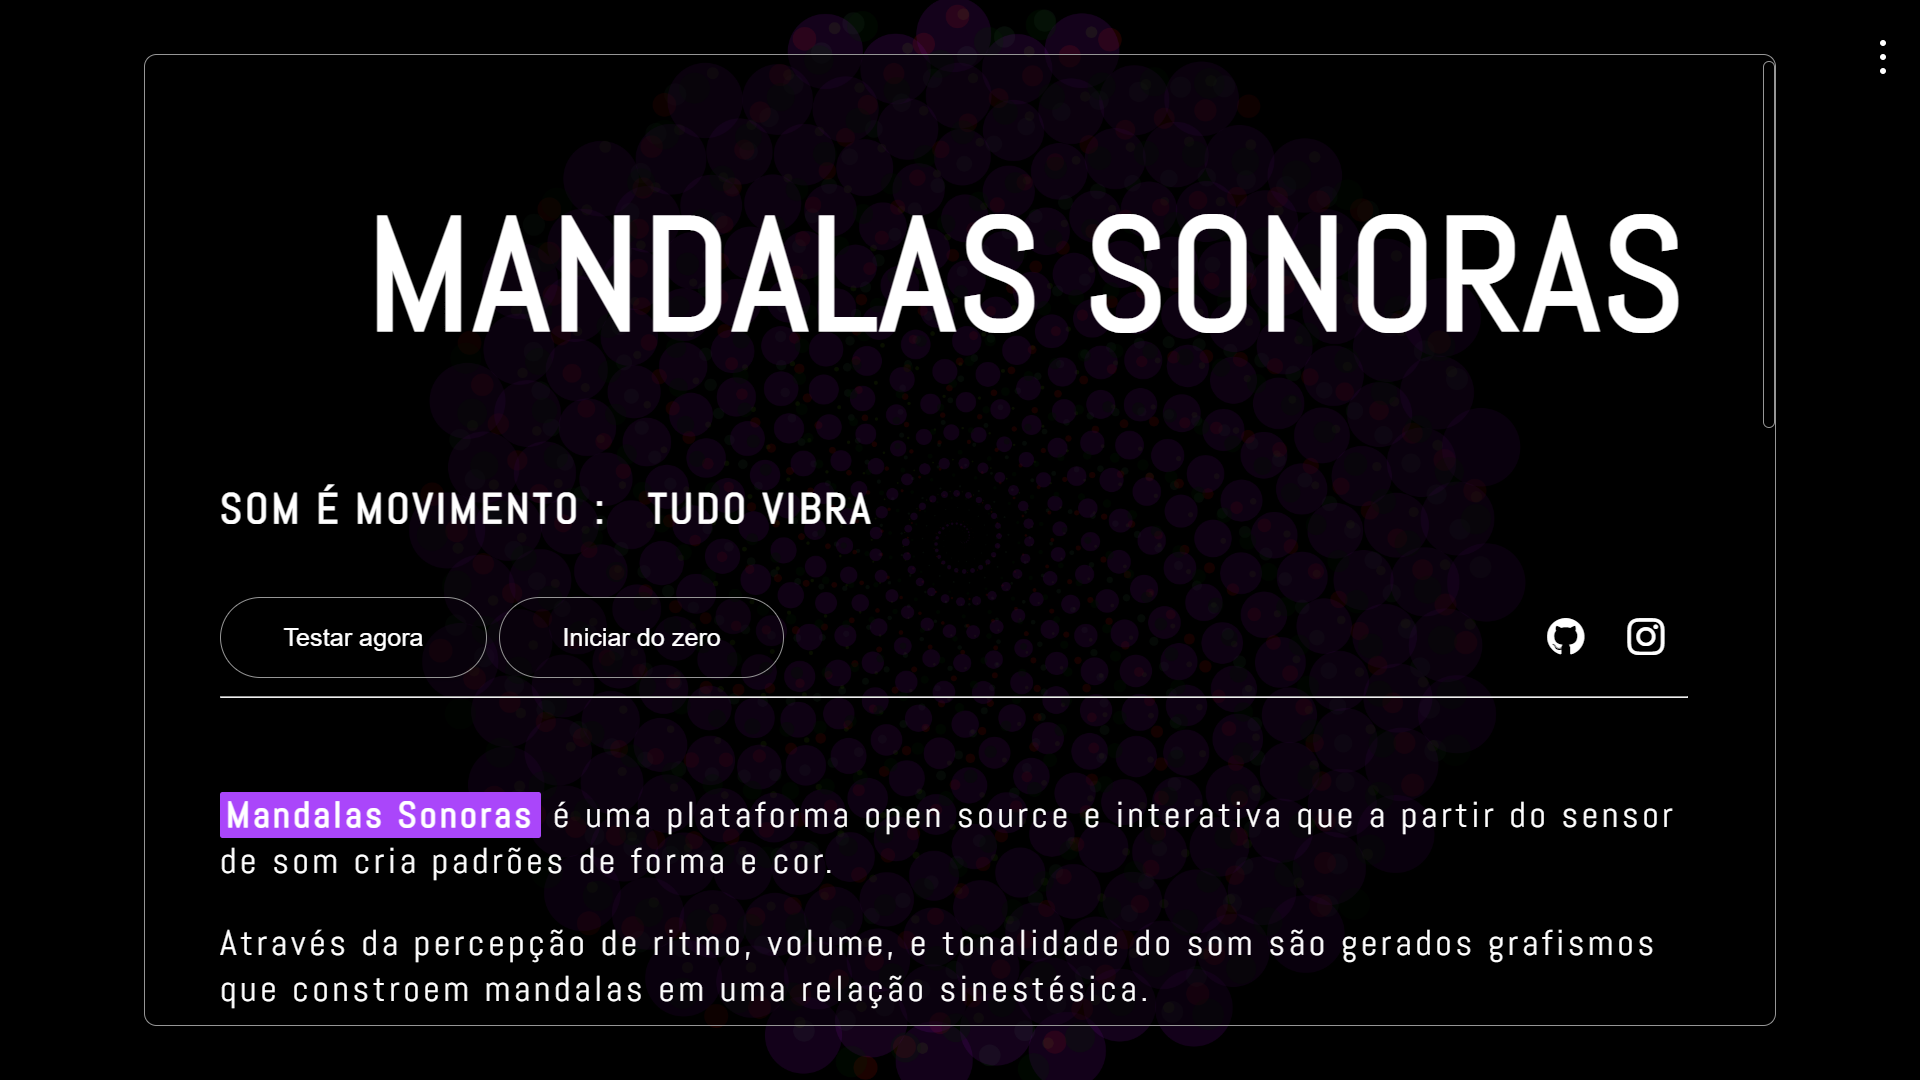 MANDALAS SONORAS
SOM É MOVIMENTO : TUDO VIBRA
Testar agora
Iniciar do zero
Mandalas Sonoras é uma plataforma open source e interativa que a partir do sensor
de som cria padrões de forma e cor.
Através da percepção de ritmo, volume, e tonalidade do som são gerados grafismos
que constroem mandalas em uma relação sinestésica.